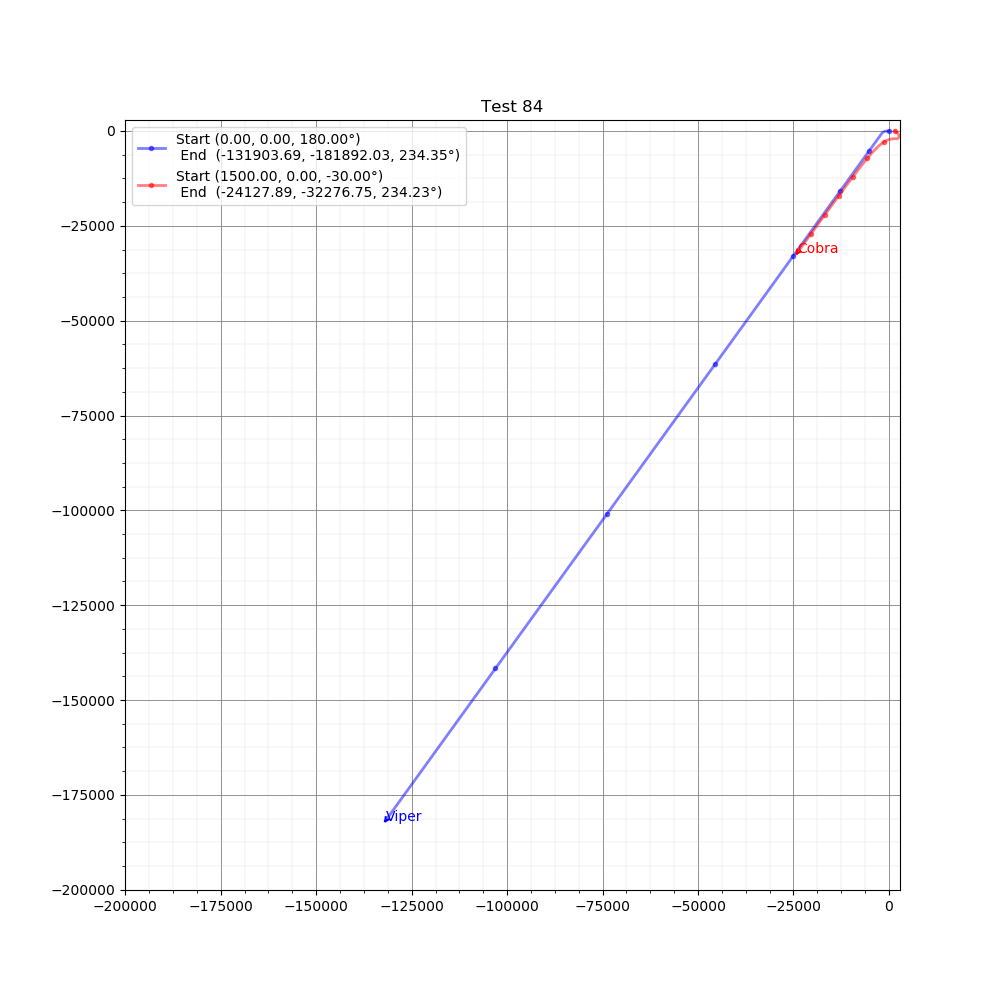 Test 84
Start (0.00, 0.00, 180.00°)
End  (-131903.69, -181892.03, 234.35°)
Start (1500.00, 0.00, -30.00°)
End  (-24127.89, -32276.75, 234.23°)
0
−25000
−50000
−75000
−100000
−125000
−150000
−175000
−200000
Cobra
Viper
−200000 −175000 −150000 −125000 −100000 −75000 −50000 −25000 0